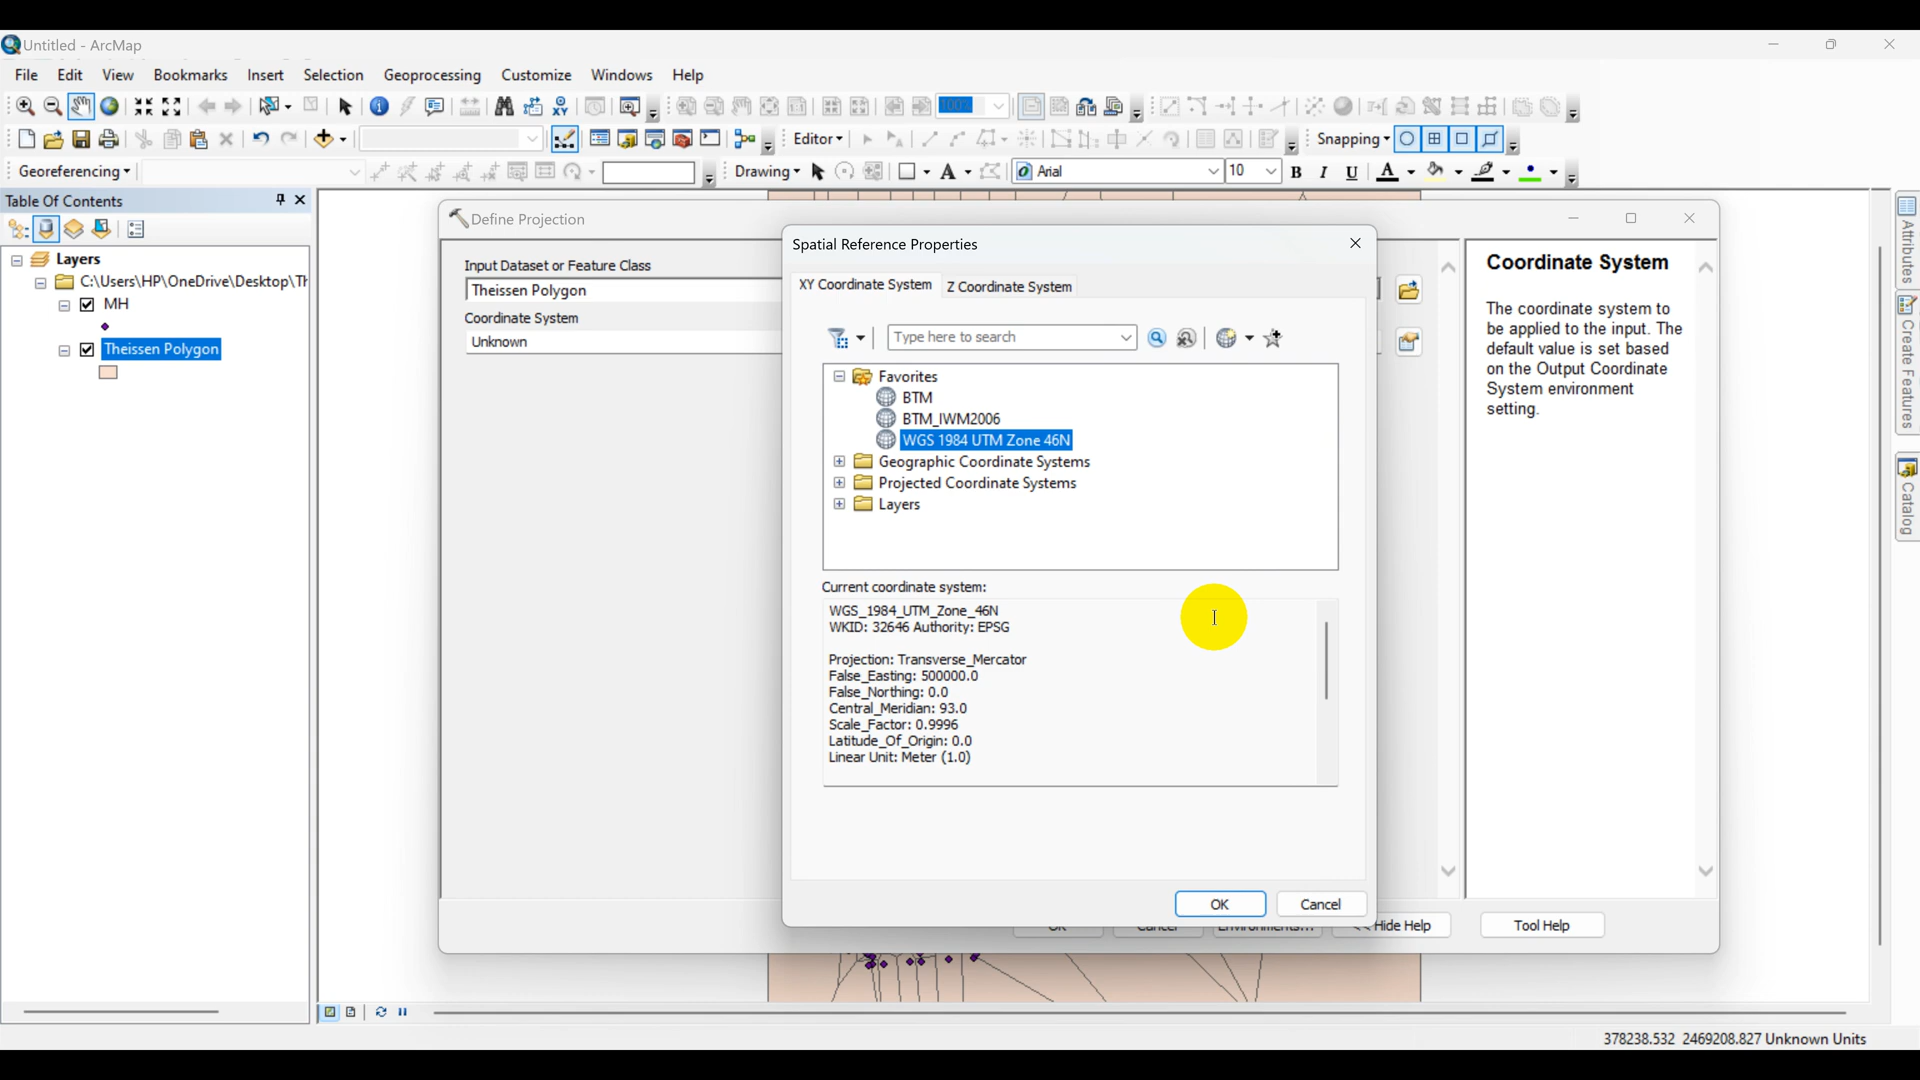 Untitled - ArcMap
File Edit View Bookmarks Insert Selection Geoprocessing Customize Windows Help
100%
Editor Snapping
Georeferencing Drawing Arial 10 B I U A
Table Of Contents
Layers
C:\Users\HP\OneDrive\Desktop\Th
MH
Theissen Polygon
Define Projection
Input Dataset or Feature Class
Theissen Polygon
Coordinate System
Unknown
Spatial Reference Properties
XY Coordinate System Z Coordinate System
Type here to search
Favorites
BTM
BTM_IWM2006
WGS 1984 UTM Zone 46N
Geographic Coordinate Systems
Projected Coordinate Systems
Layers
Current coordinate system:
WGS_1984_UTM_Zone_46N
WKID: 32646 Authority: EPSG
Projection: Transverse_Mercator
False_Easting: 500000.0
False_Northing: 0.0
Central_Meridian: 93.0
Scale_Factor: 0.9996
Latitude_Of_Origin: 0.0
Linear Unit: Meter (1.0)
OK Cancel
OK Cancel Environments... << Hide Help Tool Help
Coordinate System
The coordinate system to
be applied to the input. The
default value is set based
on the Output Coordinate
System environment
setting.
Attributes
Create Features
Catalog
378238.532 2469208.827 Unknown Units